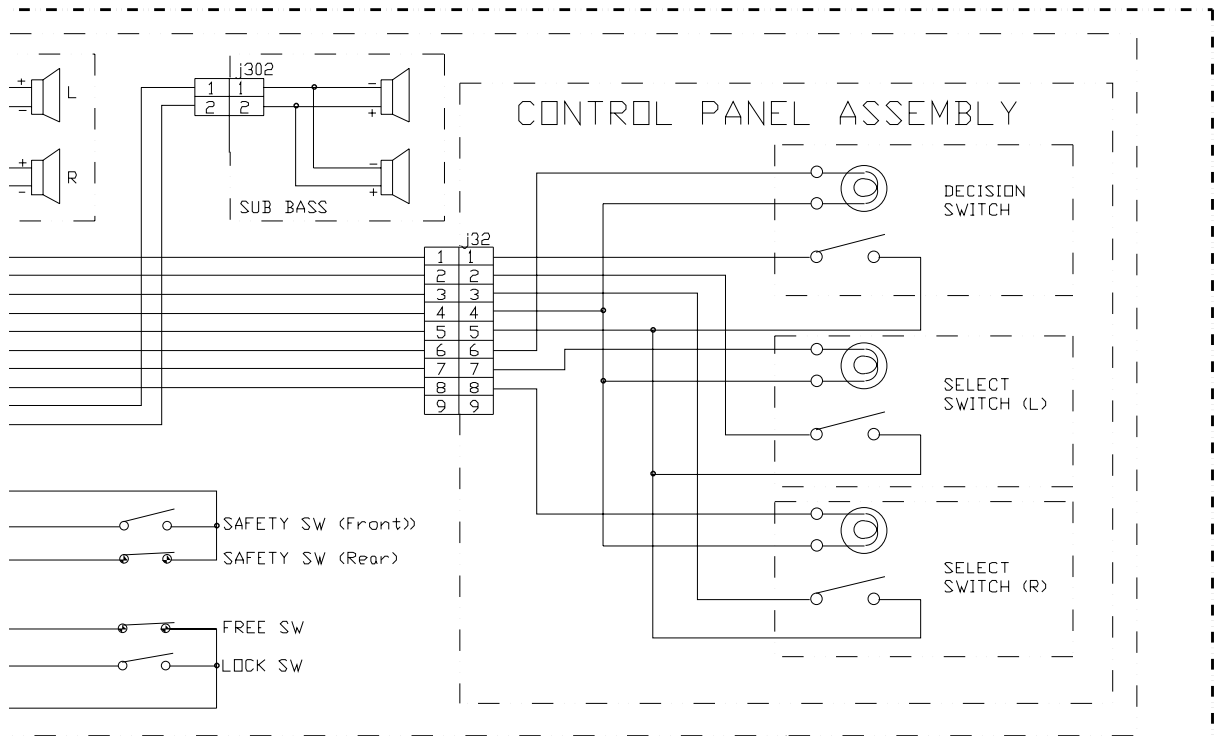 j302
+
L
1 1
-
-
2 2
+
CONTROL PANEL ASSEMBLY
+
R
-
-
+
SUB BASS
DECISION
SWITCH
j32
1 1
2 2
3 3
4 4
5 5
6 6
7 7
8 8
9 9
SELECT
SWITCH (L)
SAFETY SW (Front))
SAFETY SW (Rear)
SELECT
SWITCH (R)
FREE SW
LOCK SW